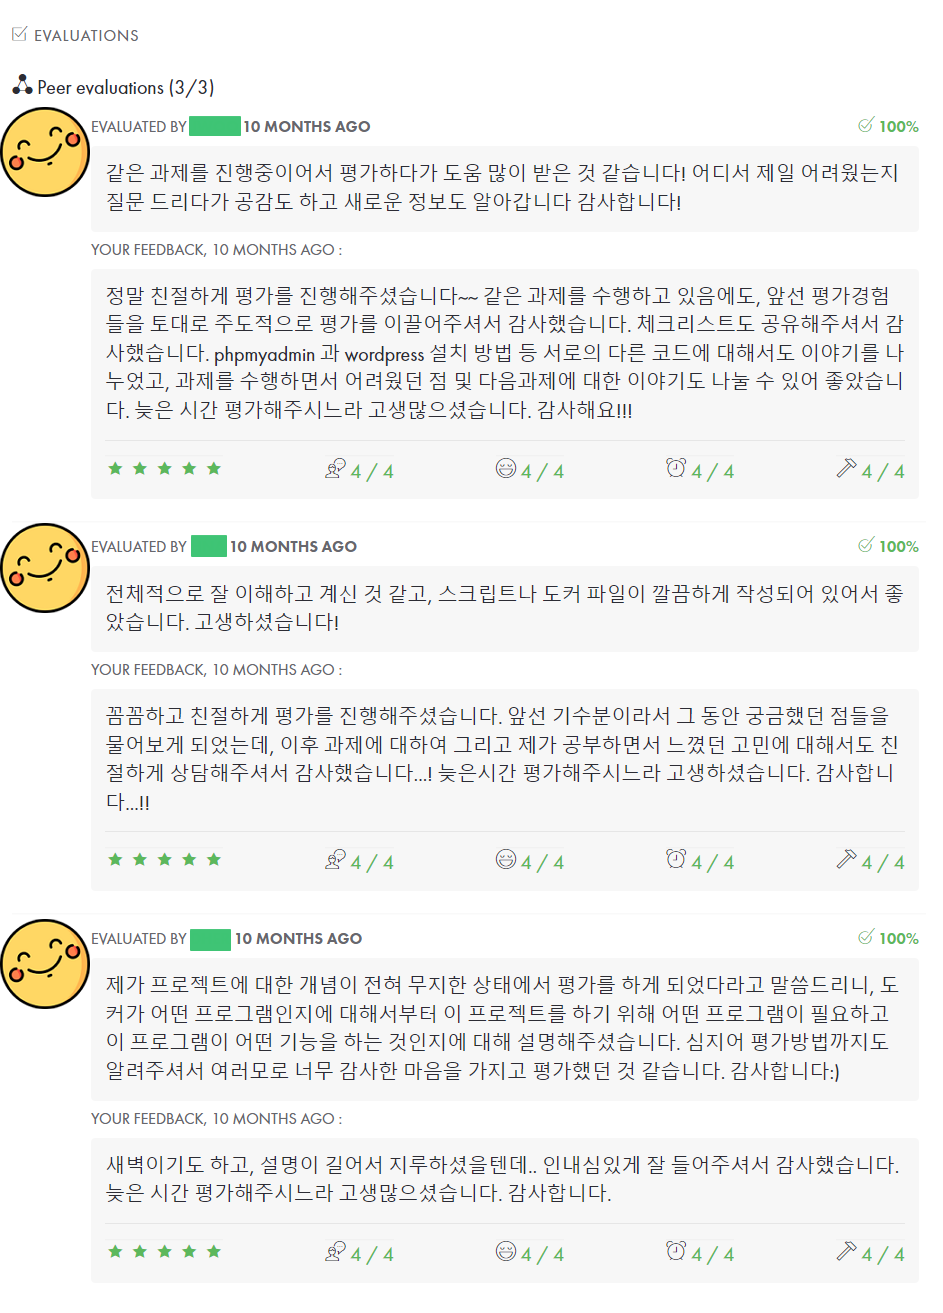 EVALUATIONS
Peer evaluations (3/3)
EVALUATED BY 10 MONTHS AGO 100%
같은 과제를 진행중이어서 평가하다가 도움 많이 받은 것 같습니다! 어디서 제일 어려웠는지
질문 드리다가 공감도 하고 새로운 정보도 알아갑니다 감사합니다!
YOUR FEEDBACK, 10 MONTHS AGO :
정말 친절하게 평가를 진행해주셨습니다~~ 같은 과제를 수행하고 있음에도, 앞선 평가경험
들을 토대로 주도적으로 평가를 이끌어주셔서 감사했습니다. 체크리스트도 공유해주셔서 감
사했습니다. phpmyadmin 과 wordpress 설치 방법 등 서로의 다른 코드에 대해서도 이야기를 나
누었고, 과제를 수행하면서 어려웠던 점 및 다음과제에 대한 이야기도 나눌 수 있어 좋았습니
다. 늦은 시간 평가해주시느라 고생많으셨습니다. 감사해요!!!
4 / 4 4 / 4 4 / 4 4 / 4
EVALUATED BY 10 MONTHS AGO 100%
전체적으로 잘 이해하고 계신 것 같고, 스크립트나 도커 파일이 깔끔하게 작성되어 있어서 좋
았습니다. 고생하셨습니다!
YOUR FEEDBACK, 10 MONTHS AGO :
꼼꼼하고 친절하게 평가를 진행해주셨습니다. 앞선 기수분이라서 그 동안 궁금했던 점들을
물어보게 되었는데, 이후 과제에 대하여 그리고 제가 공부하면서 느꼈던 고민에 대해서도 친
절하게 상담해주셔서 감사했습니다...! 늦은시간 평가해주시느라 고생하셨습니다. 감사합니
다...!!
4 / 4 4 / 4 4 / 4 4 / 4
EVALUATED BY 10 MONTHS AGO 100%
제가 프로젝트에 대한 개념이 전혀 무지한 상태에서 평가를 하게 되었다라고 말씀드리니, 도
커가 어떤 프로그램인지에 대해서부터 이 프로젝트를 하기 위해 어떤 프로그램이 필요하고
이 프로그램이 어떤 기능을 하는 것인지에 대해 설명해주셨습니다. 심지어 평가방법까지도
알려주셔서 여러모로 너무 감사한 마음을 가지고 평가했던 것 같습니다. 감사합니다:)
YOUR FEEDBACK, 10 MONTHS AGO :
새벽이기도 하고, 설명이 길어서 지루하셨을텐데.. 인내심있게 잘 들어주셔서 감사했습니다.
늦은 시간 평가해주시느라 고생많으셨습니다. 감사합니다.
4 / 4 4 / 4 4 / 4 4 / 4